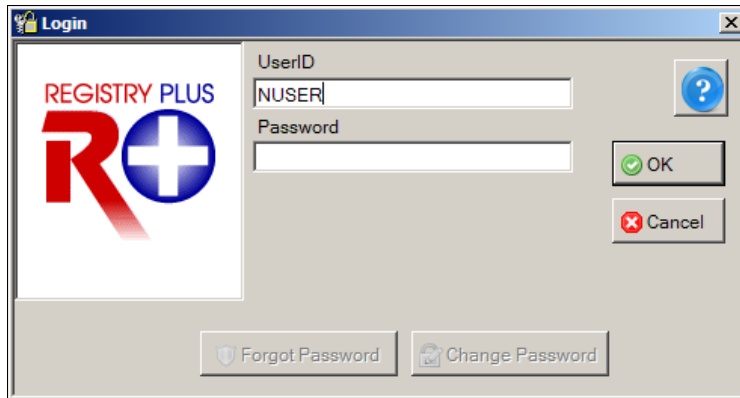 Login
UserID
REGISTRY PLUS
R+
NUSER
?
Password
OK
Cancel
Forgot Password
Change Password